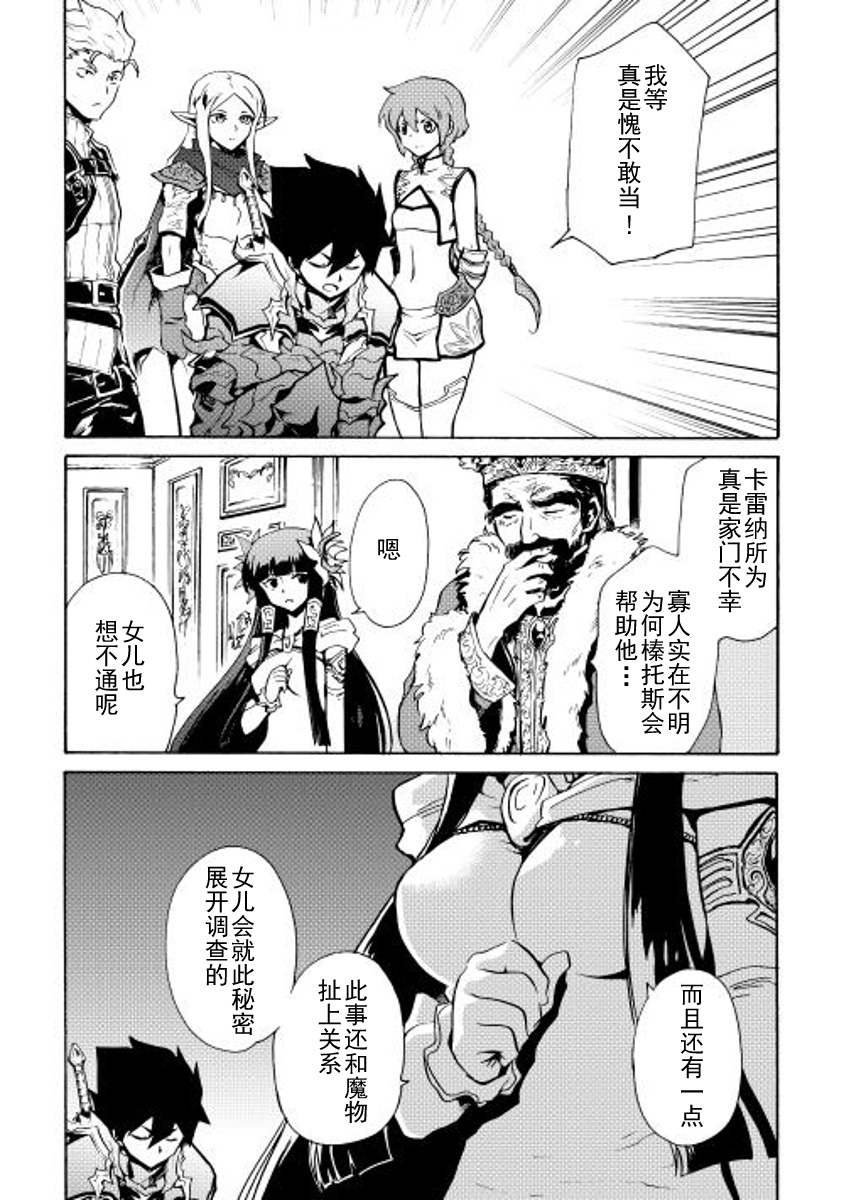 我等
真是愧不敢当！
卡雷纳所为
真是家门不幸
寡人实在不明
为何榛托斯会
帮助他…
嗯
女儿也
想不通呢
而且还有一点
此事还和魔物
扯上关系
女儿会就此秘密
展开调查的